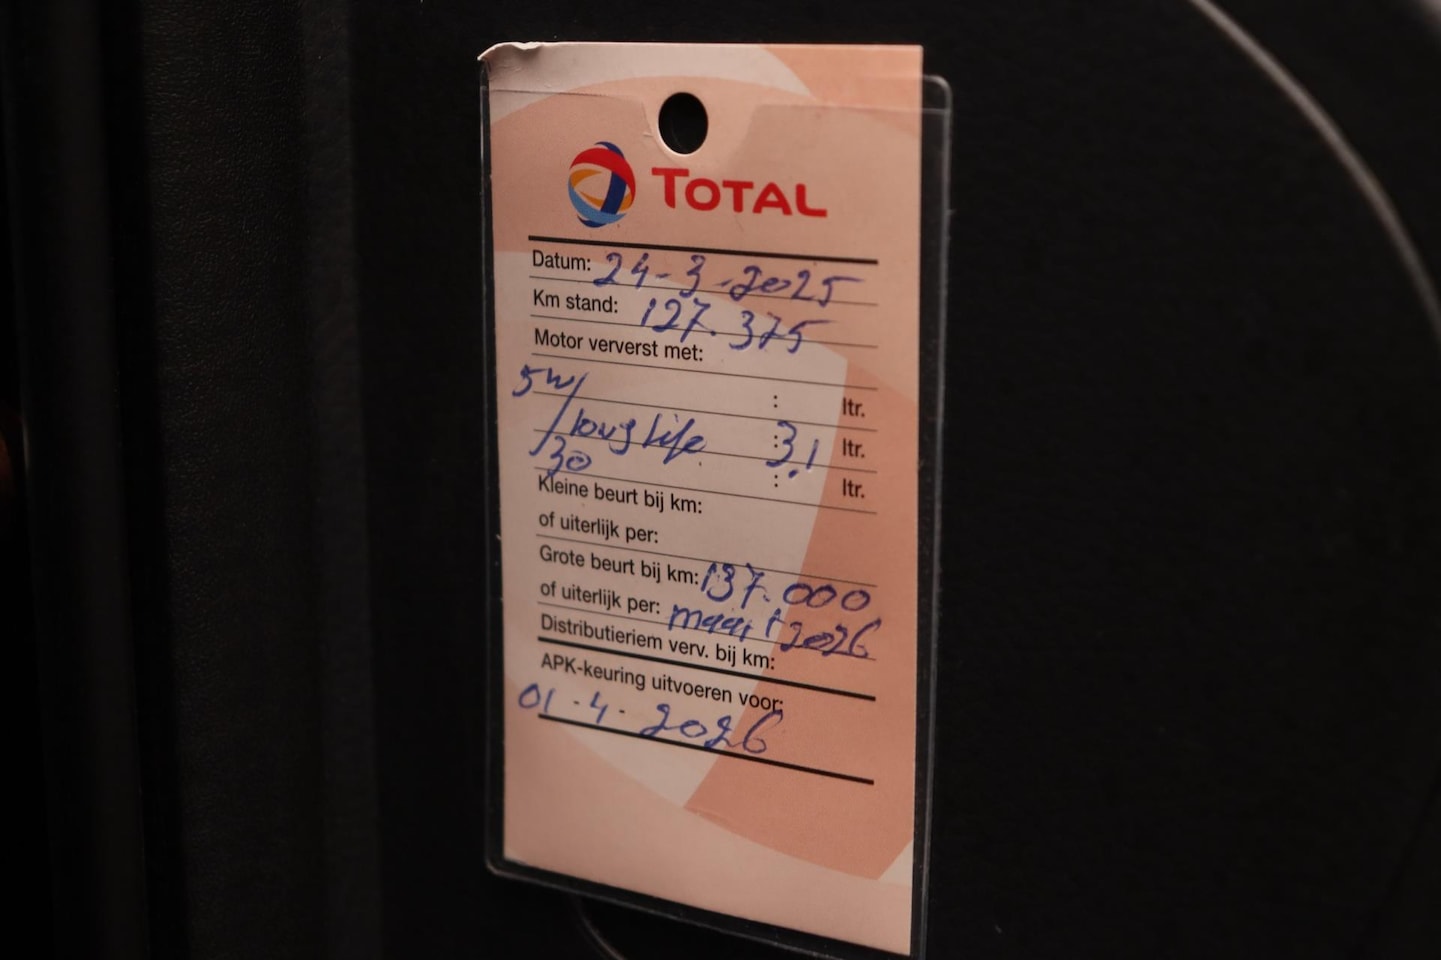 TOTAL
Datum: 24-3-2025
Km stand: 127.375
Motor ververst met:
5w/ : ltr.
longlife : 3,1 ltr.
30 : ltr.
Kleine beurt bij km:
of uiterlijk per:
Grote beurt bij km: 137.000
of uiterlijk per: maart 2026
Distributieriem verv. bij km:
APK-keuring uitvoeren voor:
01-4-2026